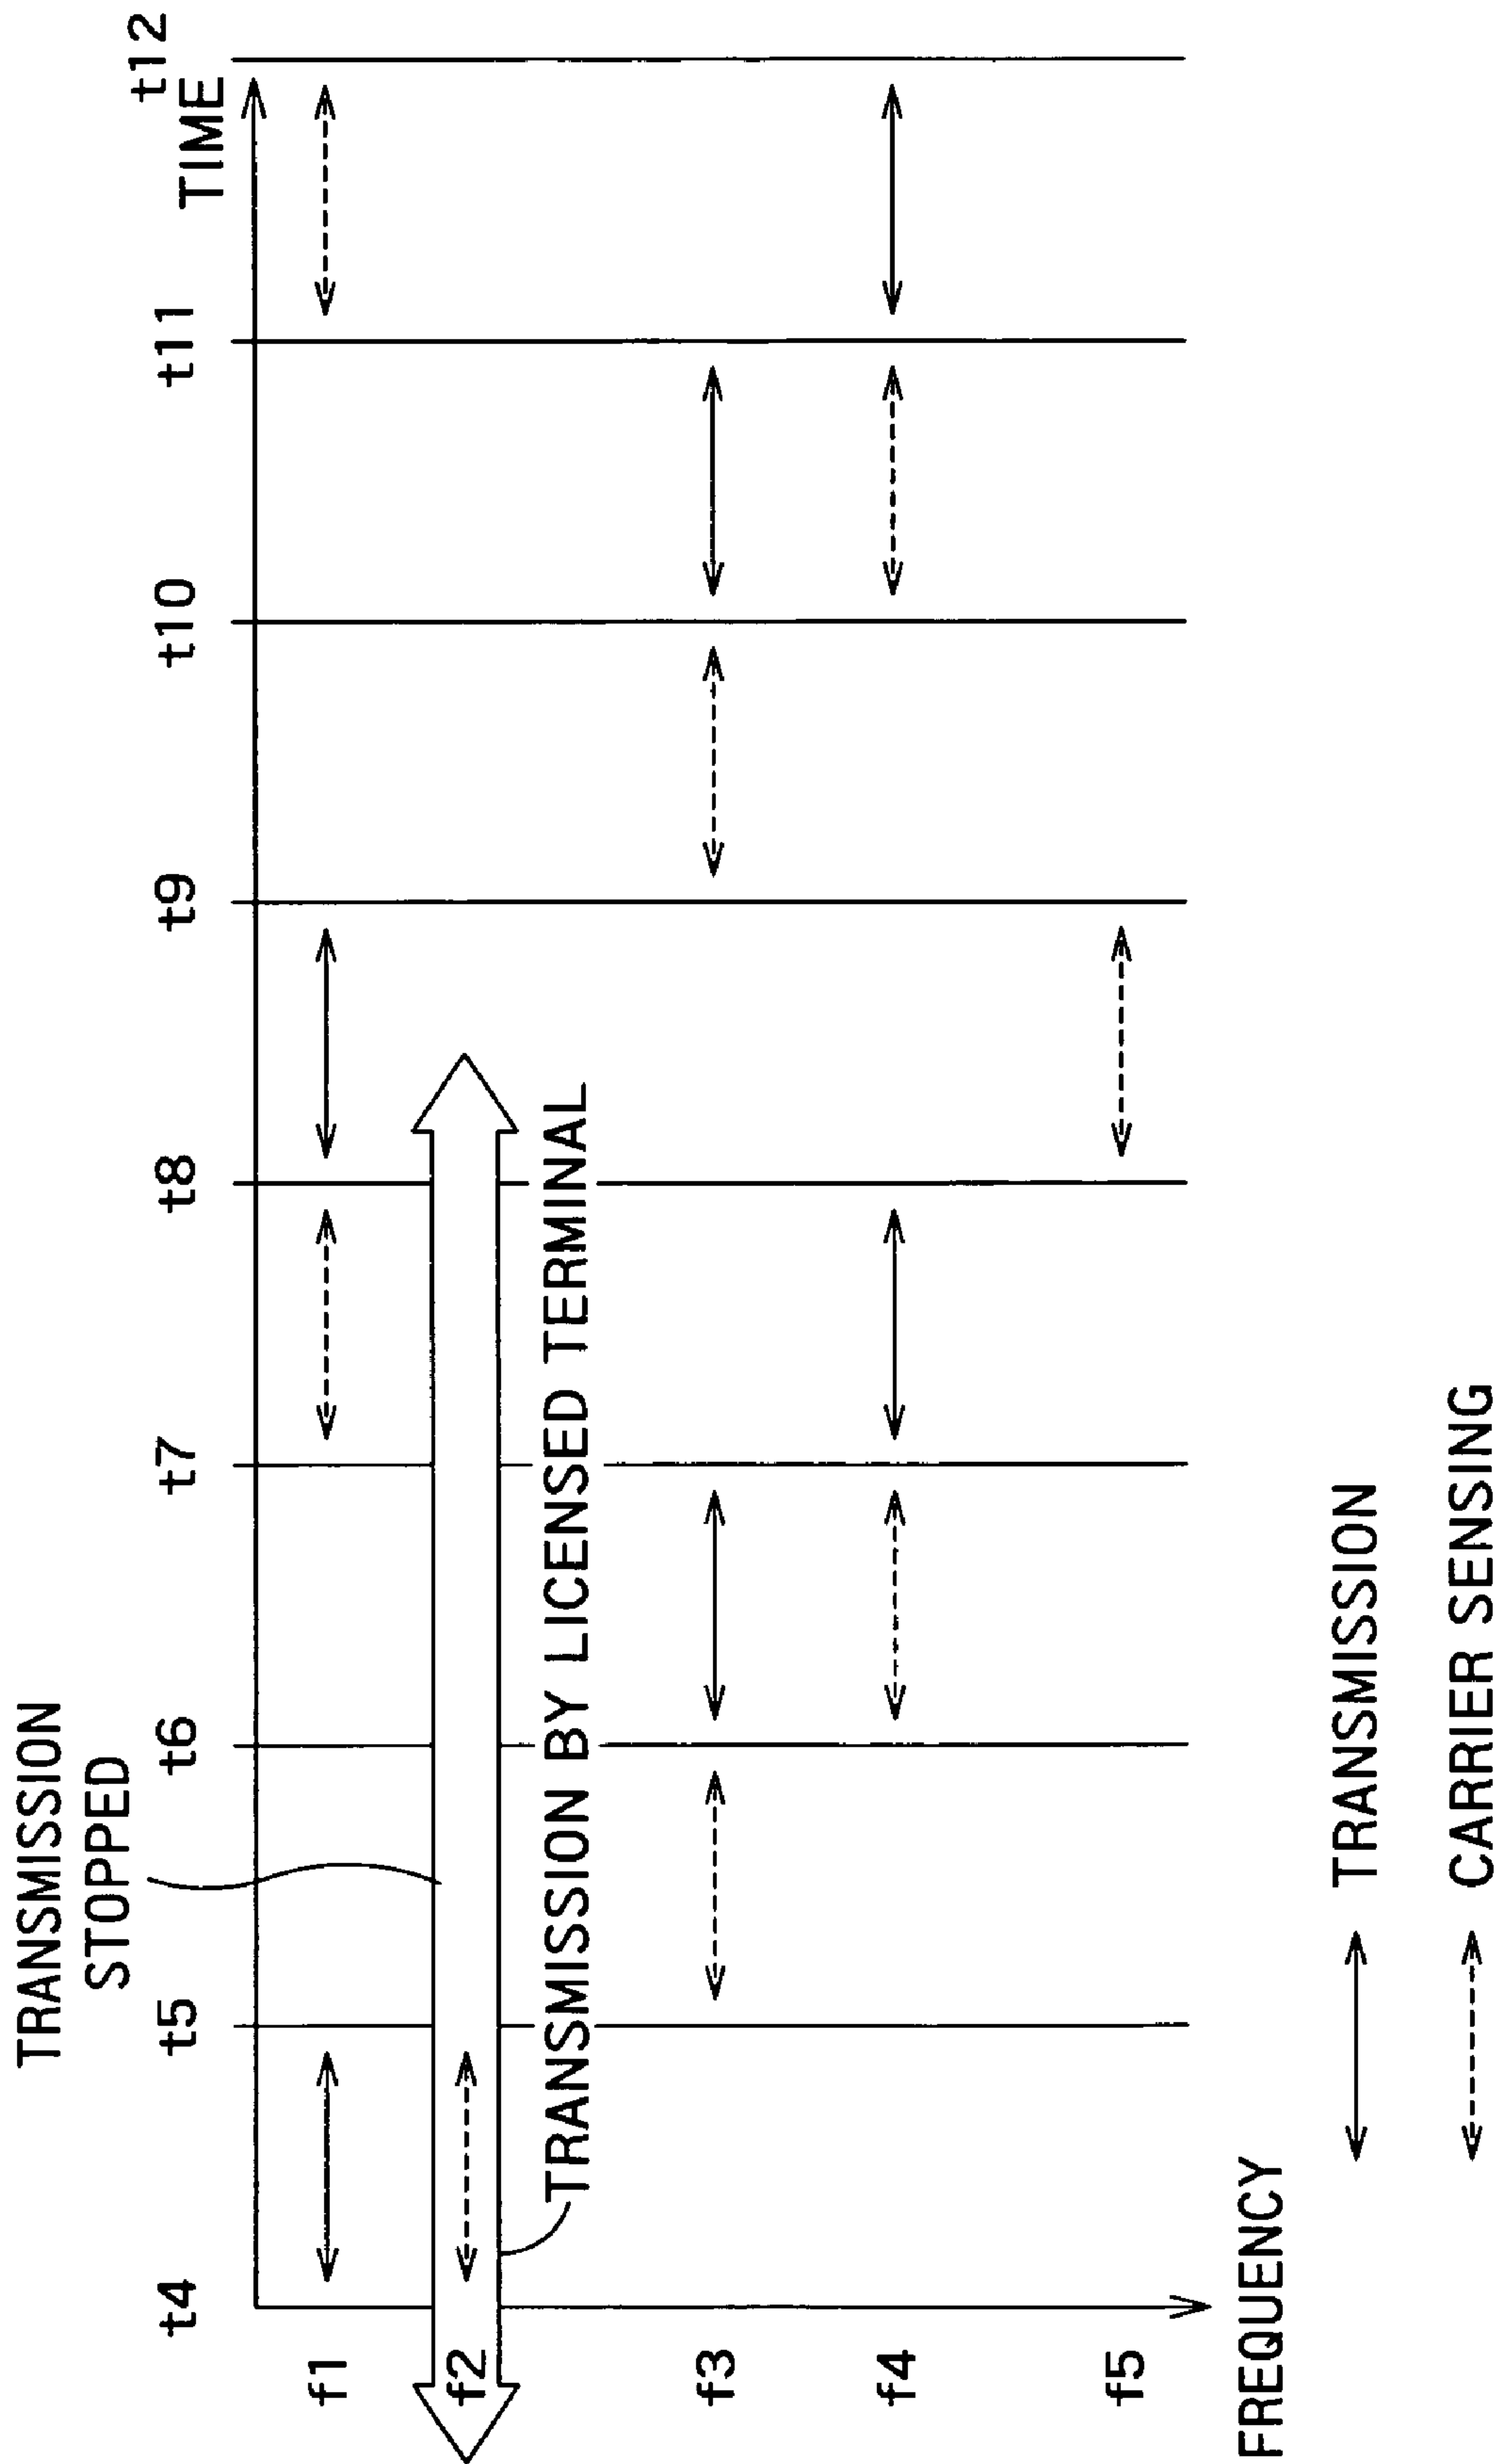 TRANSMISSION
STOPPED
t4
t5
t6
t7
t8
t9
t10
t11
t12
TIME
f1
f2
TRANSMISSION BY LICENSED TERMINAL
f3
f4
f5
FREQUENCY
TRANSMISSION
CARRIER SENSING